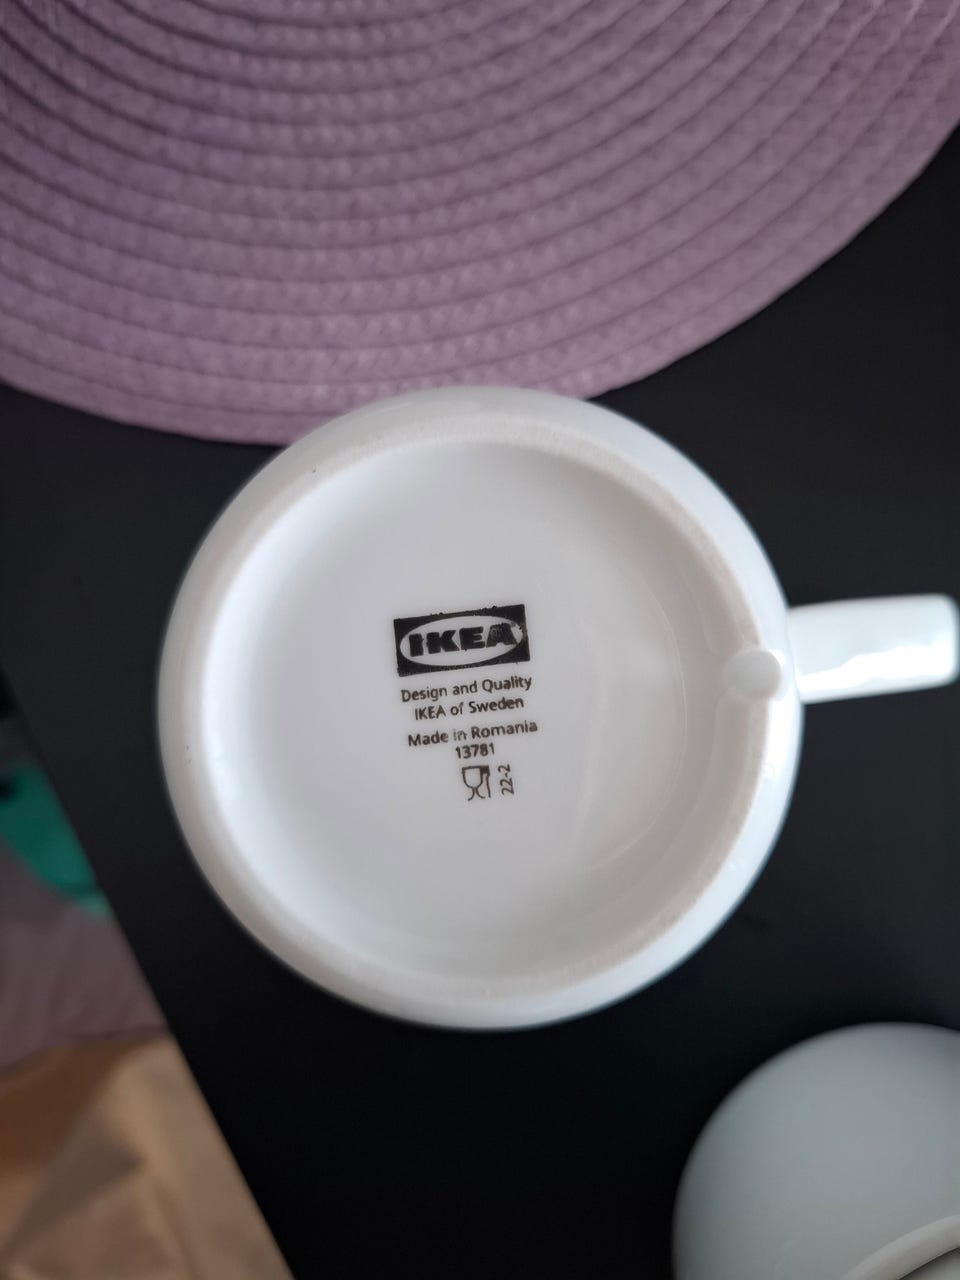 IKEA
Design and Quality
IKEA of Sweden
Made in Romania
13781
22-2